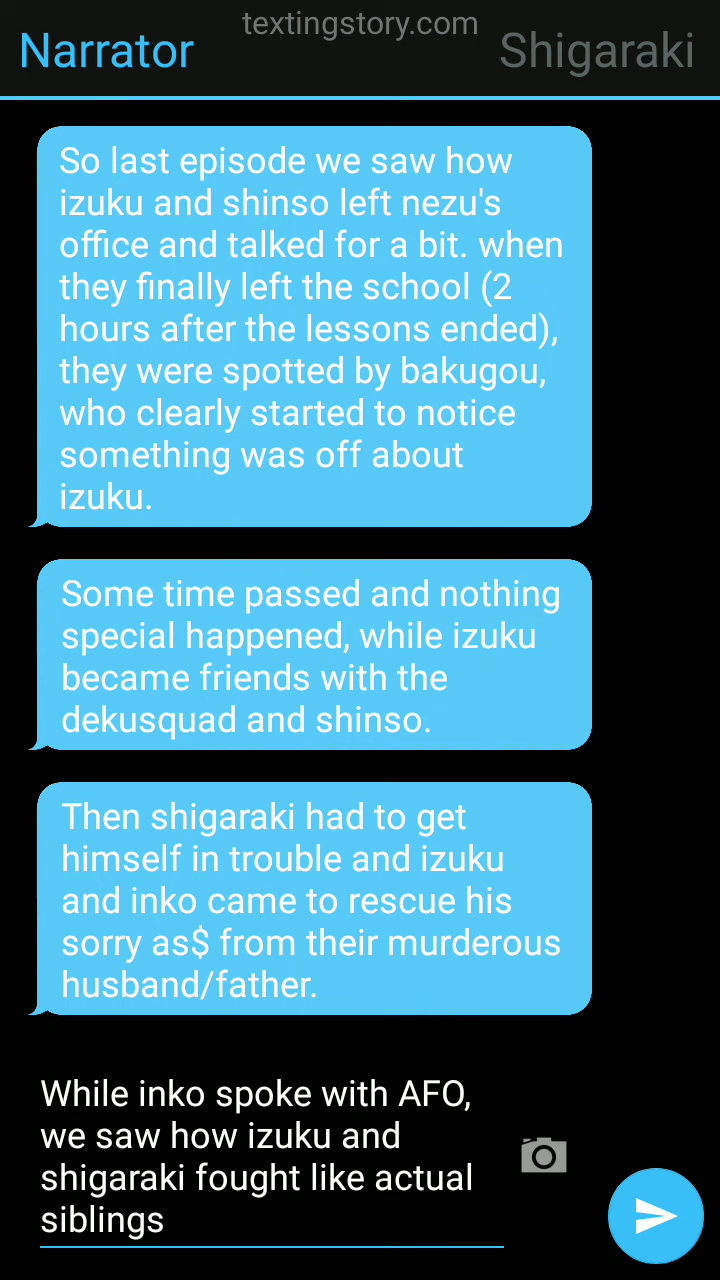 textingstory.com
Narrator
Shigaraki
So last episode we saw how
izuku and shinso left nezu's
office and talked for a bit. when
they finally left the school (2
hours after the lessons ended),
they were spotted by bakugou,
who clearly started to notice
something was off about
izuku.
Some time passed and nothing
special happened, while izuku
became friends with the
dekusquad and shinso.
Then shigaraki had to get
himself in trouble and izuku
and inko came to rescue his
sorry as$ from their murderous
husband/father.
While inko spoke with AFO,
we saw how izuku and
shigaraki fought like actual
siblings